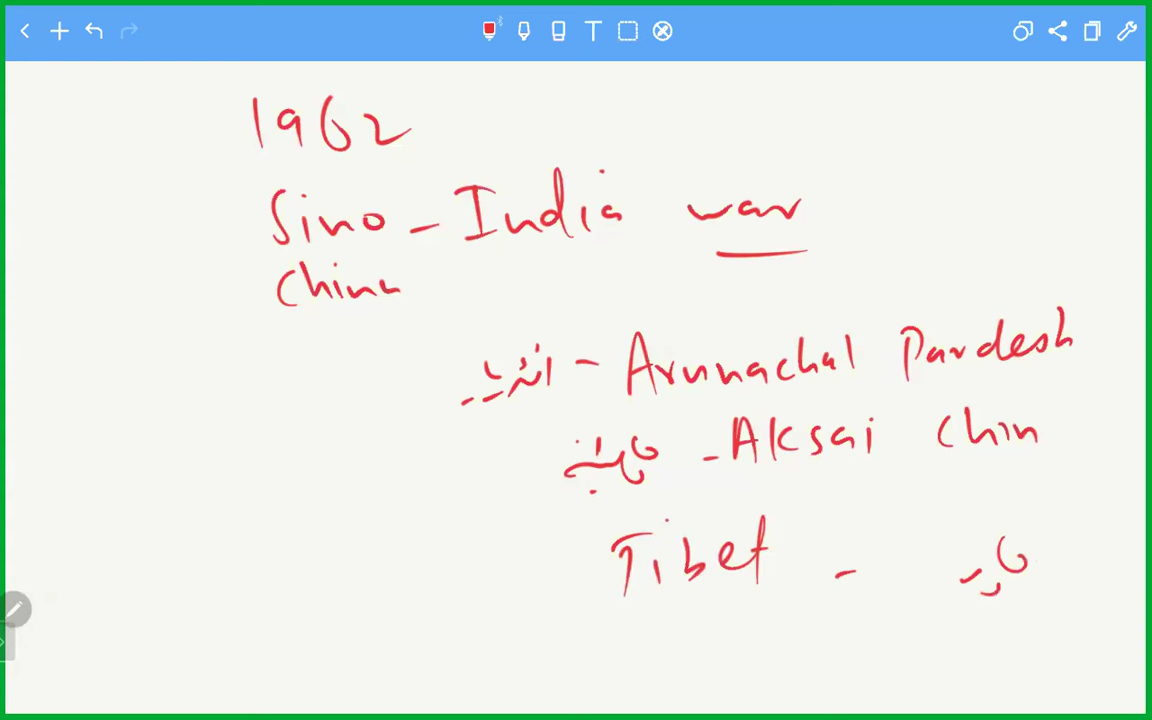 1962
Sino - India war
China
- Arunachal Pardesh
- Aksai Chin
Tibet -